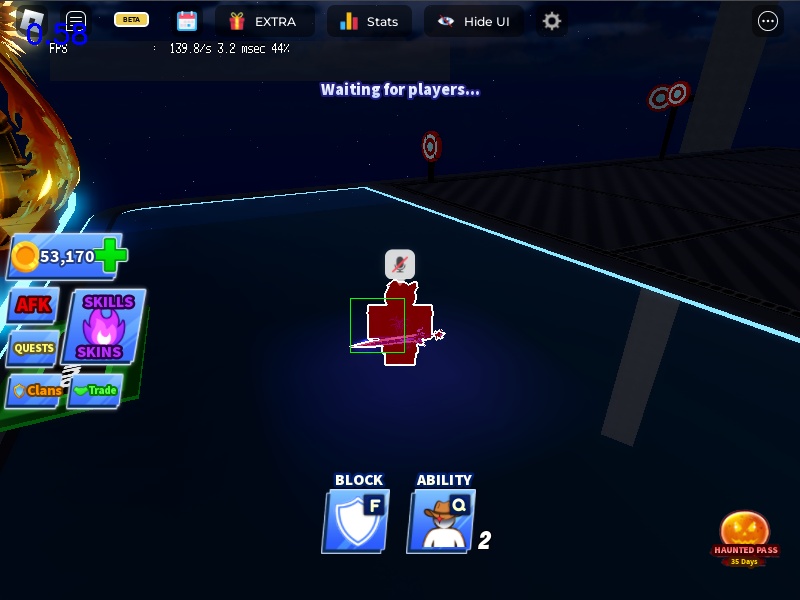 0.58
BETA
EXTRA
Stats
Hide UI
FPS : 139.8/s 3.2 msec 44%
Waiting for players...
53,170
AFK
SKILLS
SKINS
QUESTS
Clans
Trade
BLOCK
ABILITY
F
Q
2
HAUNTED PASS
35 Days